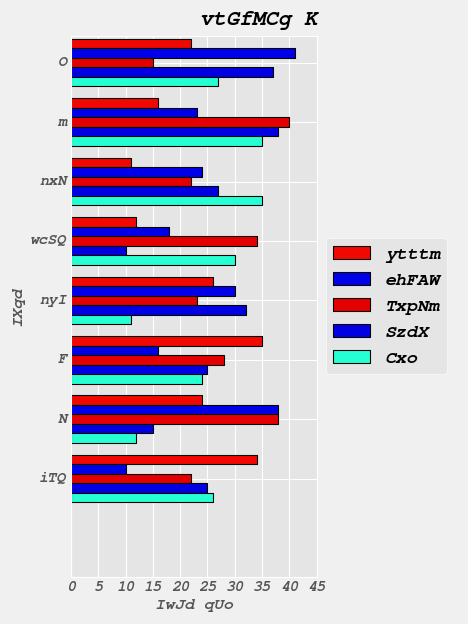 vtGfMCg K
O
m
nxN
wcSQ
nyI
F
N
iTQ
IXqd
0 5 10 15 20 25 30 35 40 45
IwJd qUo
ytttm
ehFAW
TxpNm
SzdX
Cxo